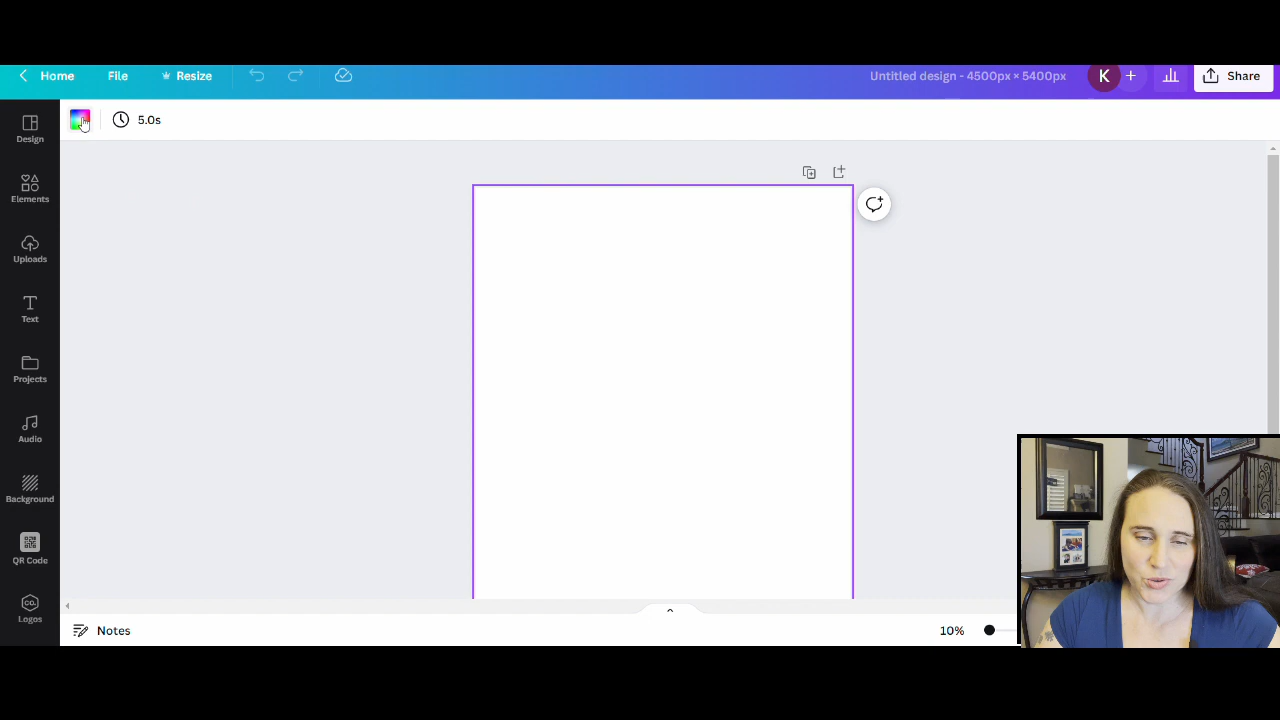 Home File Resize Untitled design - 4500px × 5400px K + Share
5.0s
Design
Elements
Uploads
Text
Projects
Audio
Background
QR Code
CO.
Logos
Notes 10%